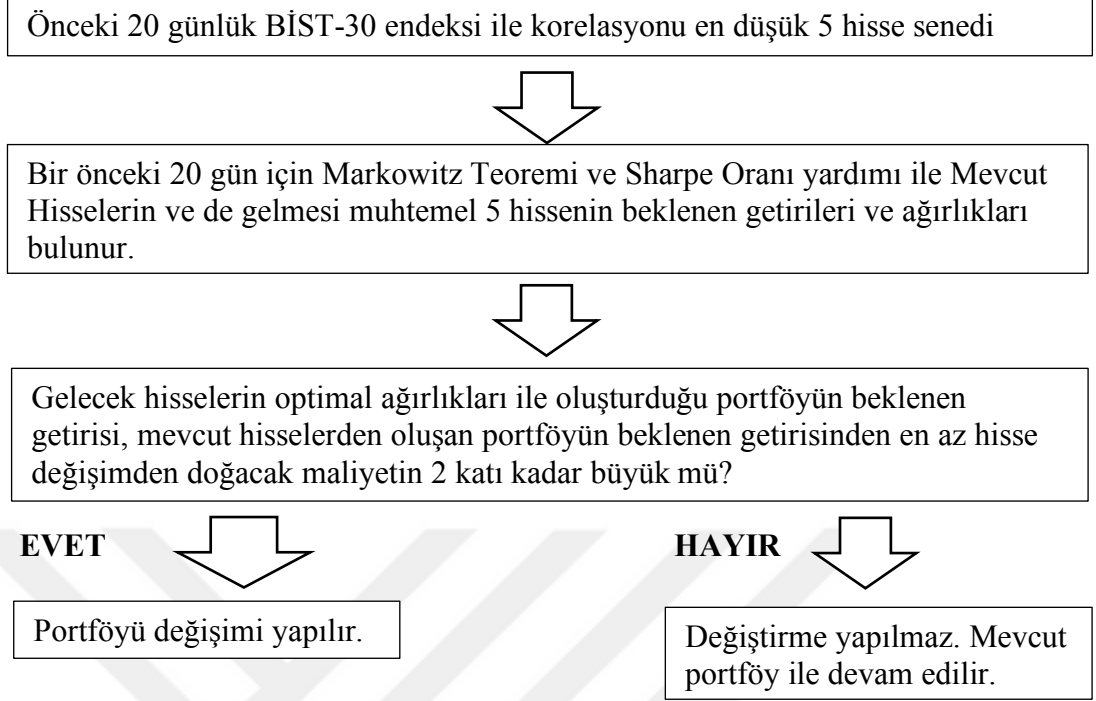 Önceki 20 günlük BİST-30 endeksi ile korelasyonu en düşük 5 hisse senedi
Bir önceki 20 gün için Markowitz Teoremi ve Sharpe Oranı yardımı ile Mevcut
Hisselerin ve de gelmesi muhtemel 5 hissenin beklenen getirileri ve ağırlıkları
bulunur.
Gelecek hisselerin optimal ağırlıkları ile oluşturduğu portföyün beklenen
getirisi, mevcut hisselerden oluşan portföyün beklenen getirisinden en az hisse
değişimden doğacak maliyetin 2 katı kadar büyük mü?
EVET
HAYIR
Portföyü değişimi yapılır.
Değiştirme yapılmaz. Mevcut
portföy ile devam edilir.